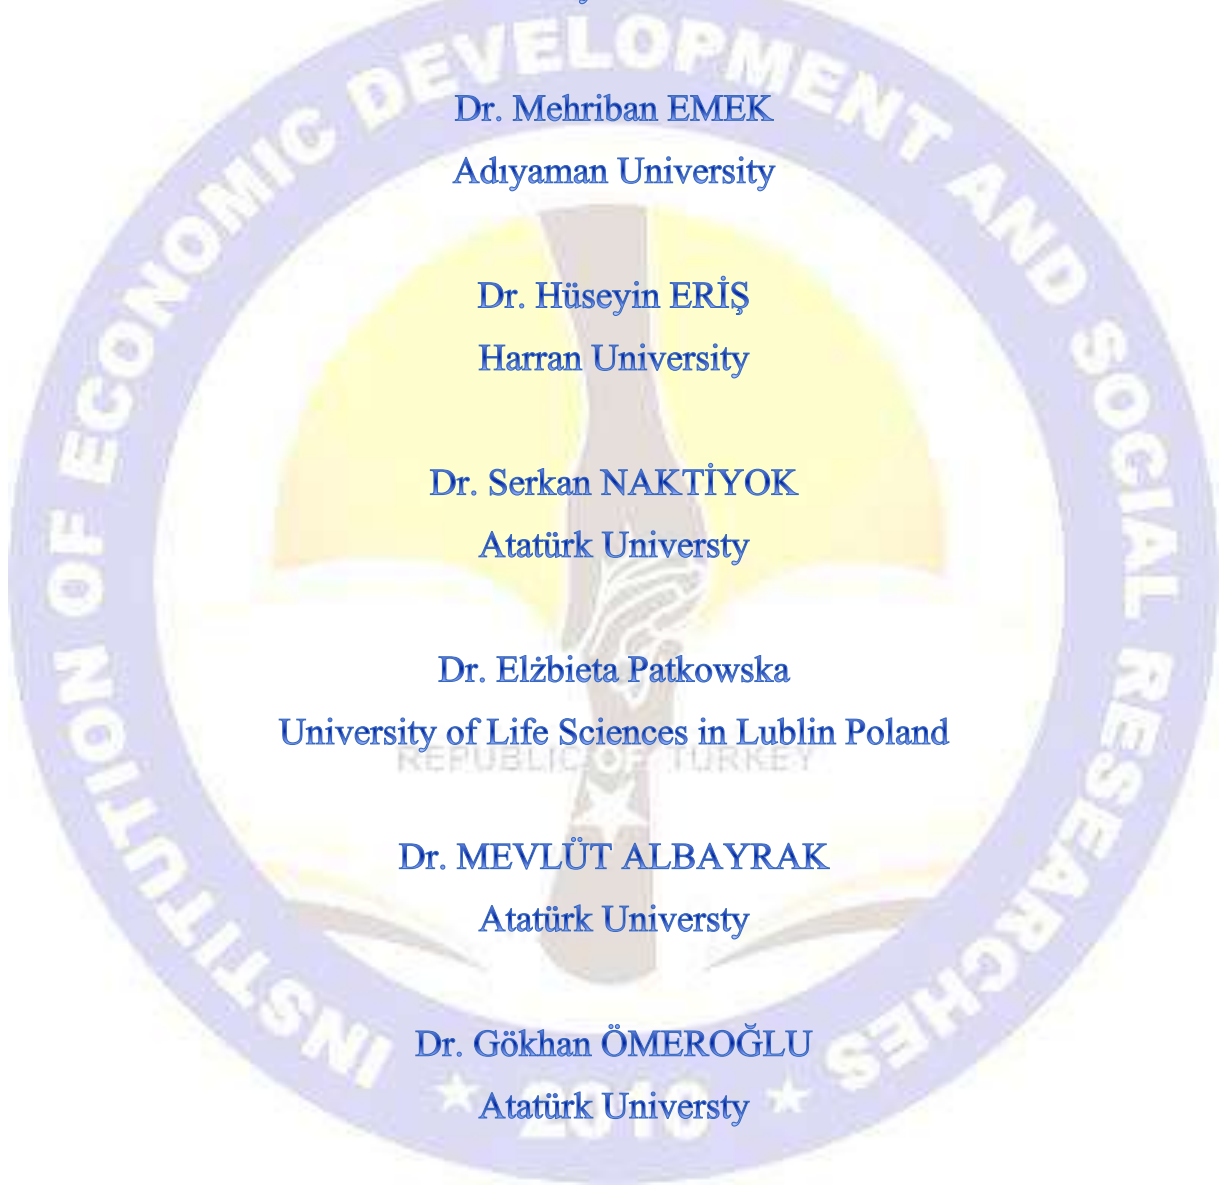 Dr. Mehriban EMEK
Adıyaman University
Dr. Hüseyin ERİŞ
Harran University
Dr. Serkan NAKTİYOK
Atatürk Universty
Dr. Elżbieta Patkowska
University of Life Sciences in Lublin Poland
REPUBLIC OF TURKEY
Dr. MEVLÜT ALBAYRAK
Atatürk Universty
Dr. Gökhan ÖMEROĞLU
Atatürk Universty
INSTITUTION OF ECONOMIC DEVELOPMENT AND SOCIAL RESEARCHES